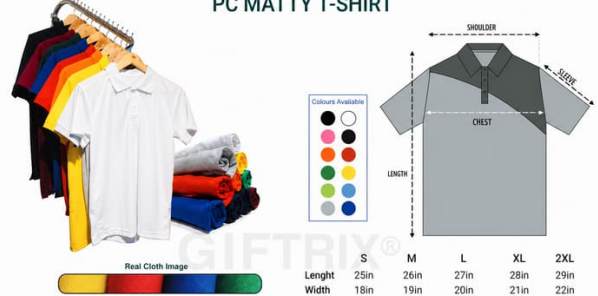 PC MATTY T-SHIRT
SHOULDER
SLEEVE
Colours Available
CHEST
LENGTH
GIFTRIX®
Real Cloth Image
S M L XL 2XL
Lenght 25in 26in 27in 28in 29in
Width 18in 19in 20in 21in 22in